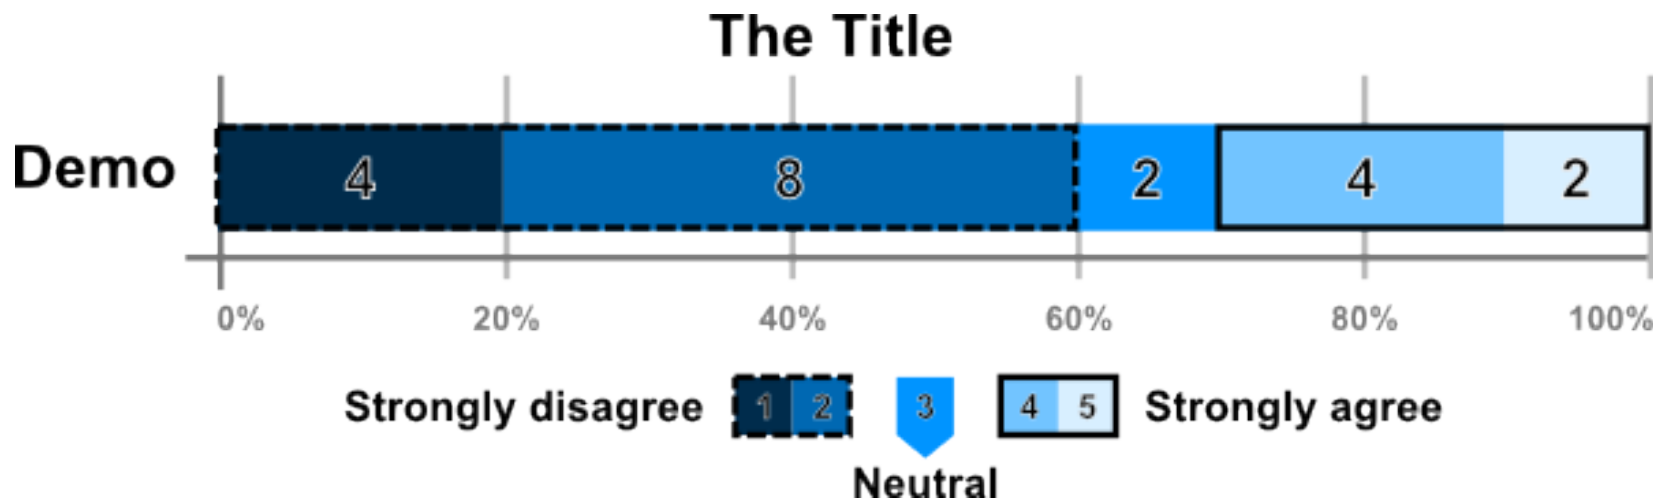 The Title
Demo 4 8 2 4 2
0% 20% 40% 60% 80% 100%
Strongly disagree 1 2 3 4 5 Strongly agree
Neutral